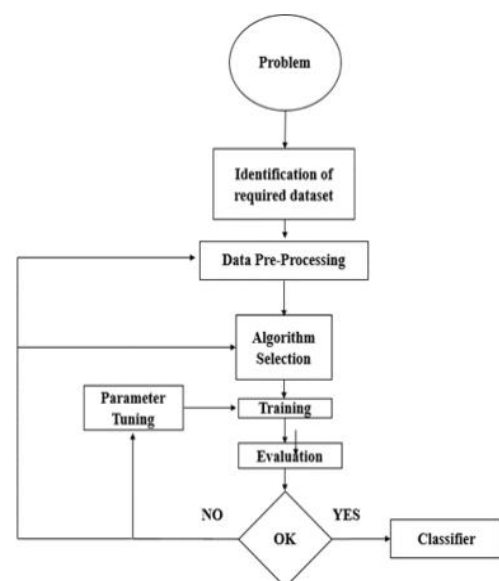 Problem
Identification of
required dataset
Data Pre-Processing
Algorithm
Selection
Parameter
Tuning
Training
Evaluation
NO
YES
OK
Classifier